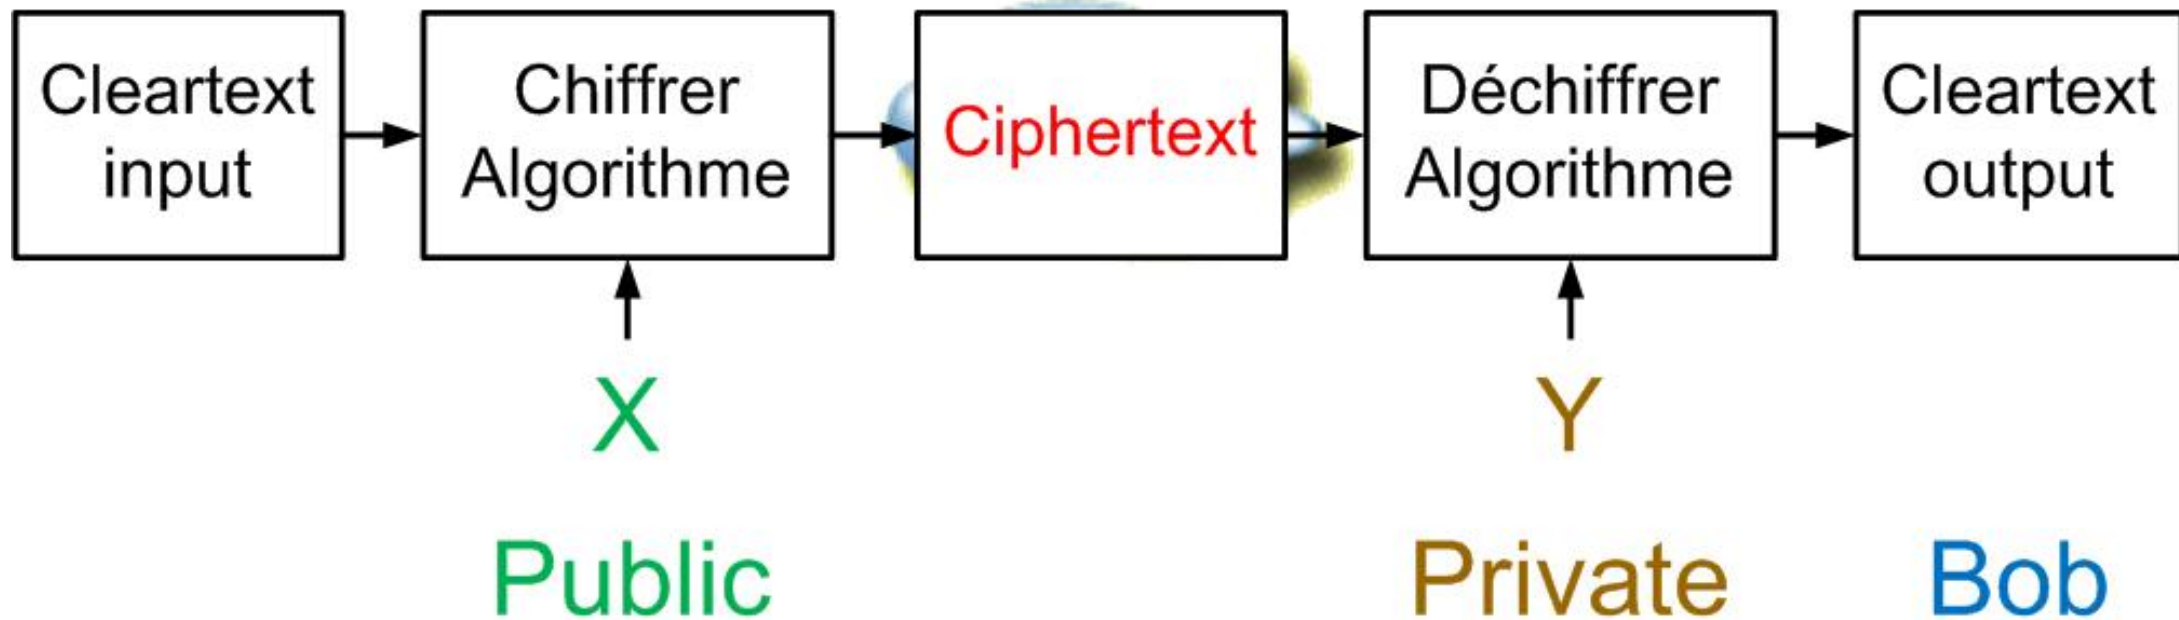 Cleartext
input
Chiffrer
Algorithme
Ciphertext
Déchiffrer
Algorithme
Cleartext
output
X
Y
Public
Private
Bob